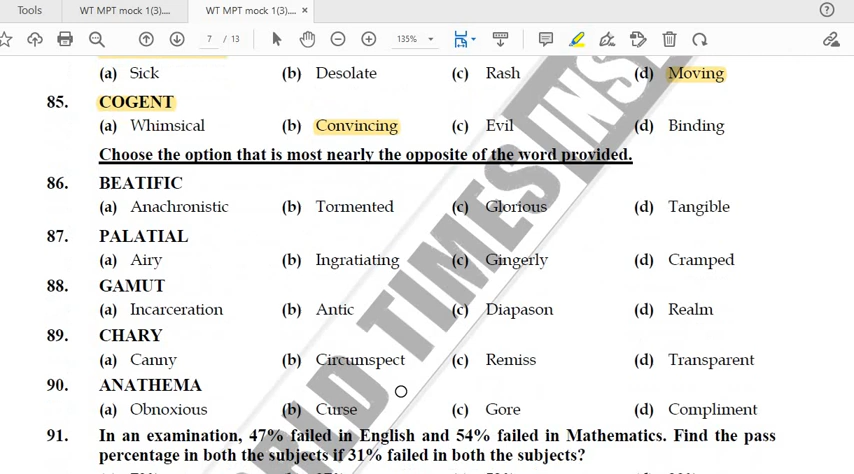 Tools WT MPT mock 1(3).... WT MPT mock 1(3).... ×
7 / 13 135%
(a) Sick (b) Desolate (c) Rash (d) Moving
85. COGENT
(a) Whimsical (b) Convincing (c) Evil (d) Binding
Choose the option that is most nearly the opposite of the word provided.
86. BEATIFIC
(a) Anachronistic (b) Tormented (c) Glorious (d) Tangible
87. PALATIAL
(a) Airy (b) Ingratiating (c) Gingerly (d) Cramped
88. GAMUT
(a) Incarceration (b) Antic (c) Diapason (d) Realm
89. CHARY
(a) Canny (b) Circumspect (c) Remiss (d) Transparent
90. ANATHEMA
(a) Obnoxious (b) Curse (c) Gore (d) Compliment
91. In an examination, 47% failed in English and 54% failed in Mathematics. Find the pass
percentage in both the subjects if 31% failed in both the subjects?